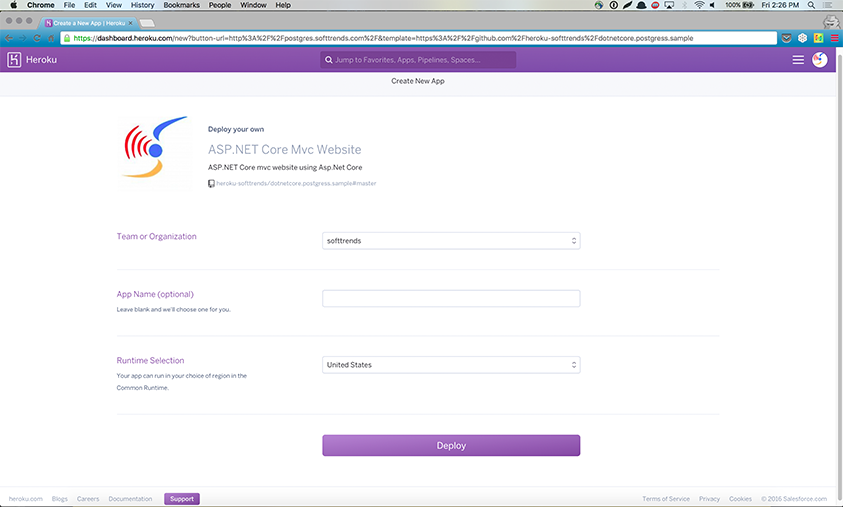 Chrome File Edit View History Bookmarks People Window Help 100% Fri 2:26 PM
Create a New App | Heroku
https://dashboard.heroku.com/new?button-url=http%3A%2F%2Fpostgres.softtrends.com%2F&template=https%3A%2F%2Fgithub.com%2Fheroku-softtrends%2Fdotnetcore.postgress.sample
Heroku Jump to Favorites, Apps, Pipelines, Spaces...
Create New App
Deploy your own
ASP.NET Core Mvc Website
ASP.NET Core mvc website using Asp.Net Core
heroku-softtrends/dotnetcore.postgress.sample#master
Team or Organization
softtrends
App Name (optional)
Leave blank and we'll choose one for you.
Runtime Selection
United States
Your app can run in your choice of region in the
Common Runtime.
Deploy
heroku.com Blogs Careers Documentation Support Terms of Service Privacy Cookies © 2016 Salesforce.com